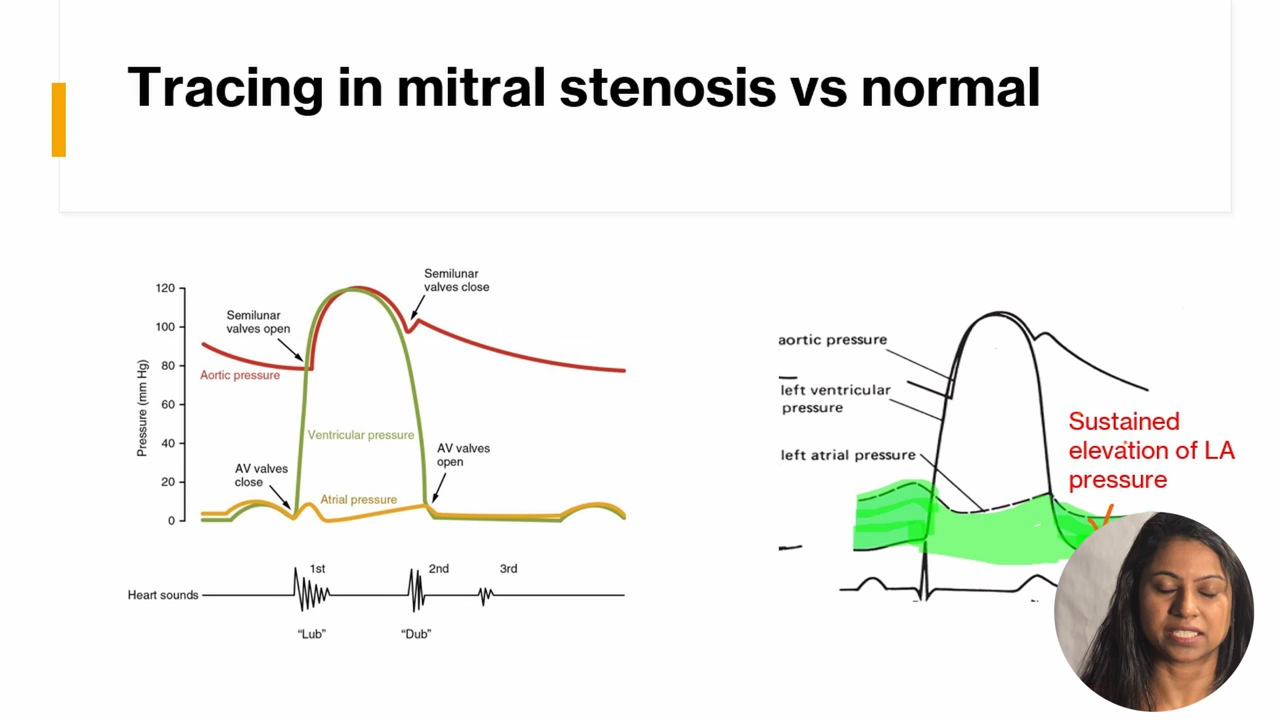 Tracing in mitral stenosis vs normal
Semilunar
valves close
120
Semilunar
valves open
100
80
Aortic pressure
Pressure (mm Hg)
60
Ventricular pressure
40
AV valves
open
AV valves
close
20
Atrial pressure
0
1st
2nd
3rd
Heart sounds
“Lub”
“Dub”
aortic pressure
left ventricular
pressure
left atrial pressure
Sustained
elevation of LA
pressure